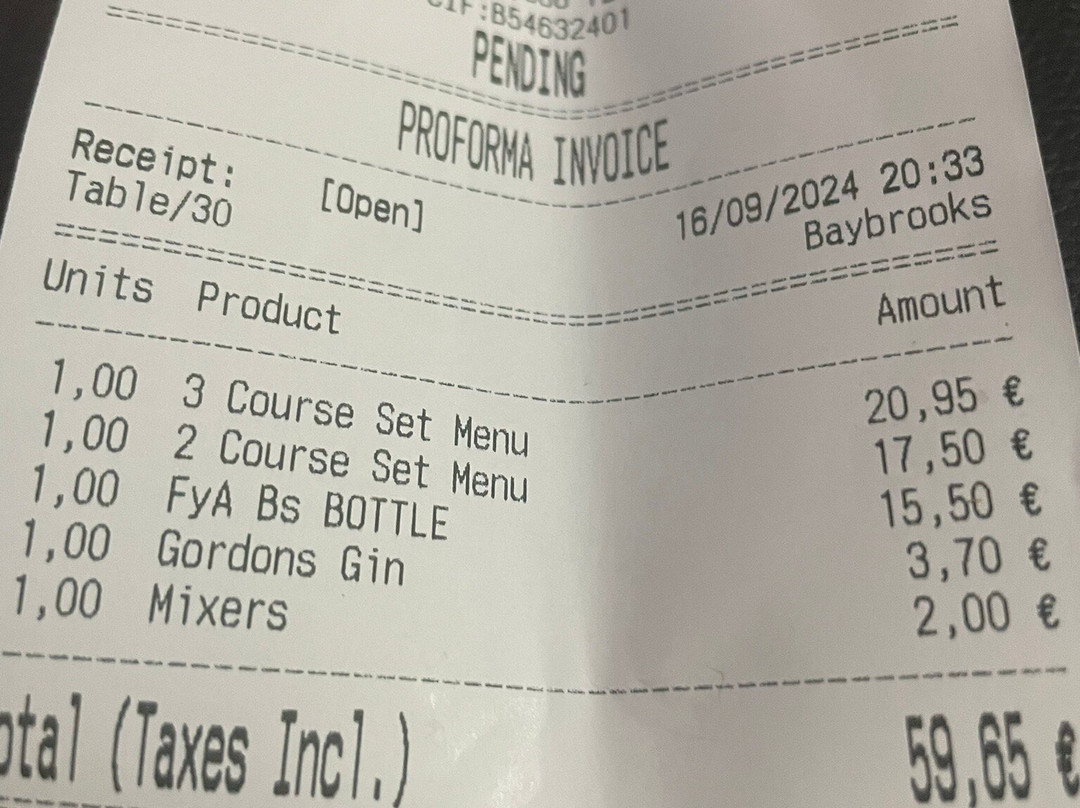 CIF:B54632401
PENDING
PROFORMA INVOICE
Receipt: [Open] 16/09/2024 20:33
Table/30 Baybrooks
Units Product Amount
1,00 3 Course Set Menu 20,95 €
1,00 2 Course Set Menu 17,50 €
1,00 FyA Bs BOTTLE 15,50 €
1,00 Gordons Gin 3,70 €
1,00 Mixers 2,00 €
otal (Taxes Incl.) 59,65 €